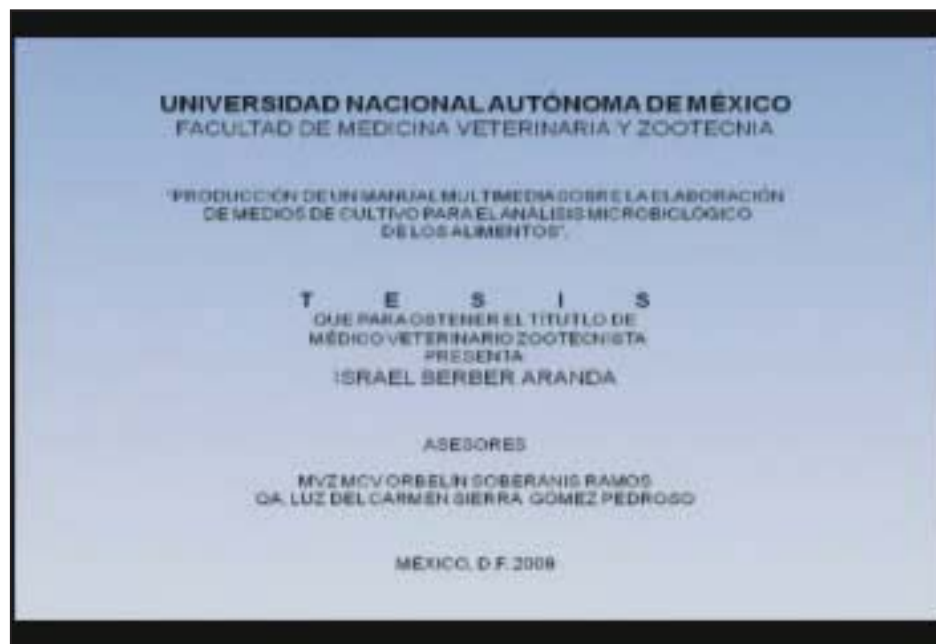 UNIVERSIDAD NACIONAL AUTÓNOMA DE MÉXICO
FACULTAD DE MEDICINA VETERINARIA Y ZOOTECNIA
"PRODUCCIÓN DE UN MANUAL MULTIMEDIA SOBRE LA ELABORACIÓN
DE MEDIOS DE CULTIVO PARA EL ANÁLISIS MICROBIOLÓGICO
DE LOS ALIMENTOS".
T E S I S
QUE PARA OBTENER EL TÍTUTLO DE
MÉDICO VETERINARIO ZOOTECNISTA
PRESENTA
ISRAEL BERBER ARANDA
ASESORES
MVZ MCV ORBELIN SOBERANIS RAMOS
QA. LUZ DEL CARMEN SIERRA GÓMEZ PEDROSO
MÉXICO, D.F.